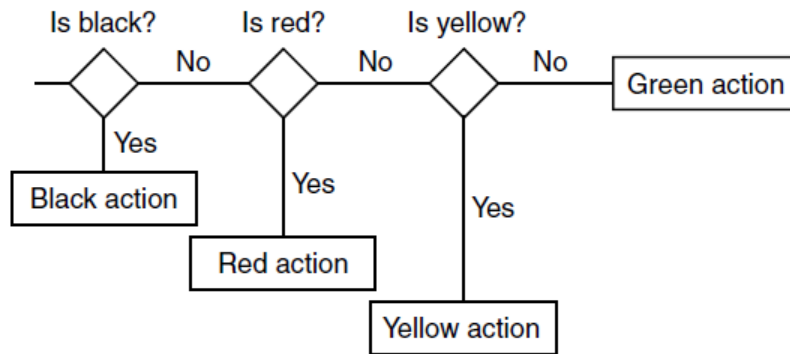 Is black?
Is red?
Is yellow?
No
No
No
Green action
Yes
Black action
Yes
Red action
Yes
Yellow action